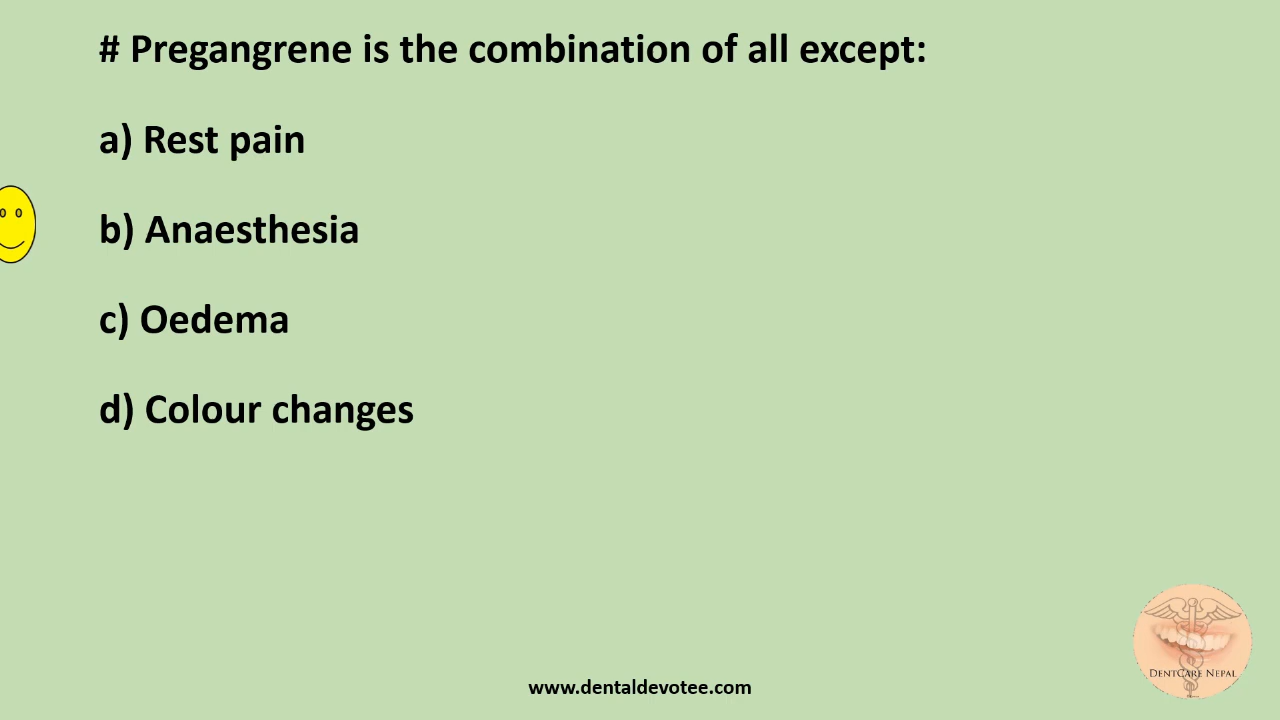 # Pregangrene is the combination of all except:
a) Rest pain
b) Anaesthesia
c) Oedema
d) Colour changes
DENTCARE NEPAL
www.dentaldevotee.com